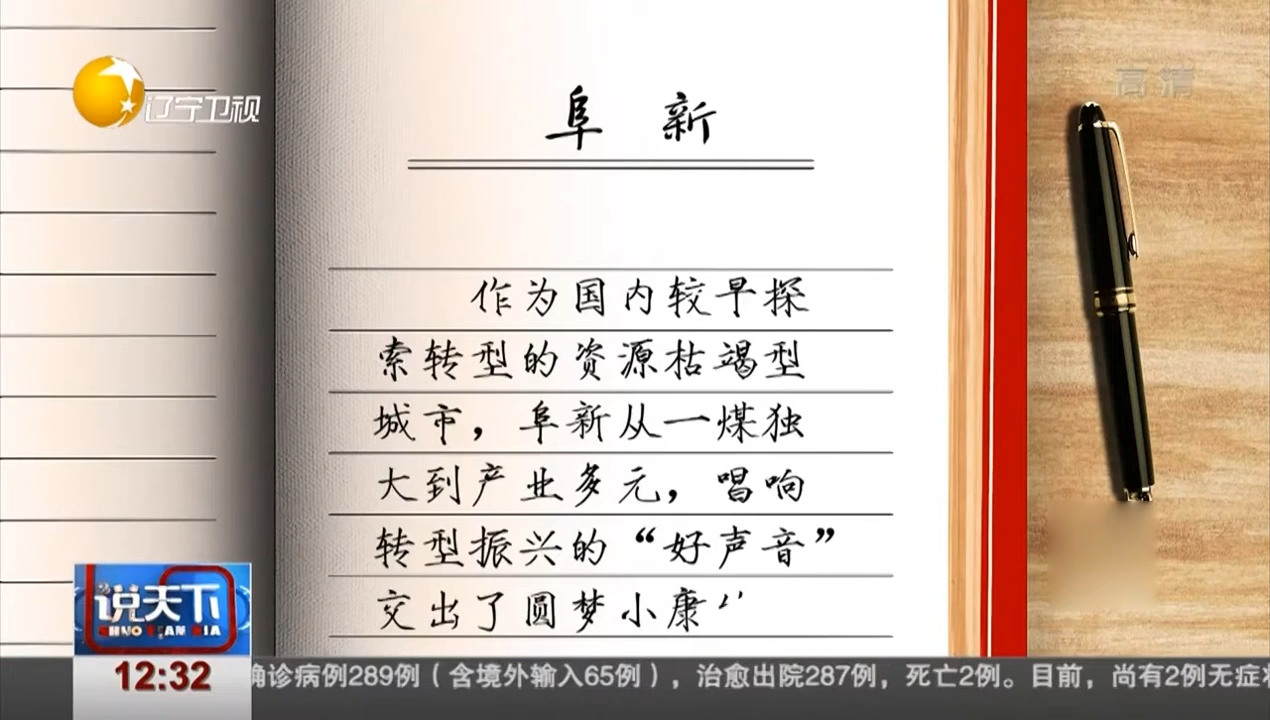 辽宁卫视
高清
阜 新
作为国内较早探
索转型的资源枯竭型
城市，阜新从一煤独
大到产业多元，唱响
转型振兴的“好声音”
交出了圆梦小康
说天下
SHUO TIAN XIA
12:32
确诊病例289例（含境外输入65例），治愈出院287例，死亡2例。目前，尚有2例无症